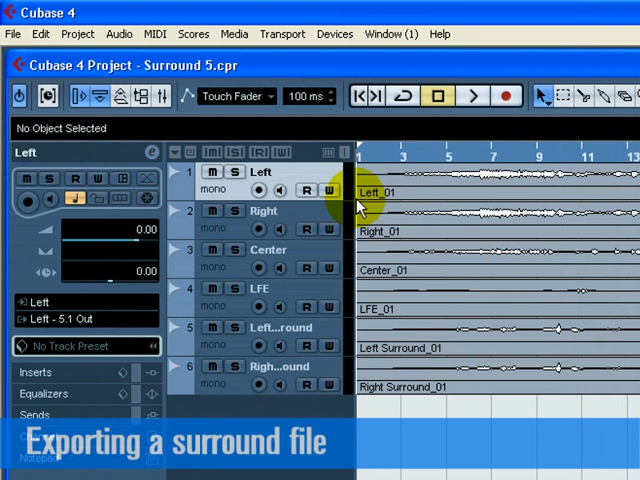 Cubase 4
File Edit Project Audio MIDI Scores Media Transport Devices Window (1) Help
Cubase 4 Project - Surround 5.cpr
Touch Fader 100 ms
No Object Selected
Left
e
M S R W
0.00
0.00
Left
Left - 5.1 Out
No Track Preset
Inserts
Equalizers
Sends
[M] [S] [R] [W]
1 3 5 7 9 11 13
1 M S Left
mono R W
Left_01
2 M S Right
mono R W
Right_01
3 M S Center
mono R W
Center_01
4 M S LFE
mono R W
LFE_01
5 M S Left...round
mono R W
Left Surround_01
6 M S Righ...ound
mono R W
Right Surround_01
Exporting a surround file
Notepad